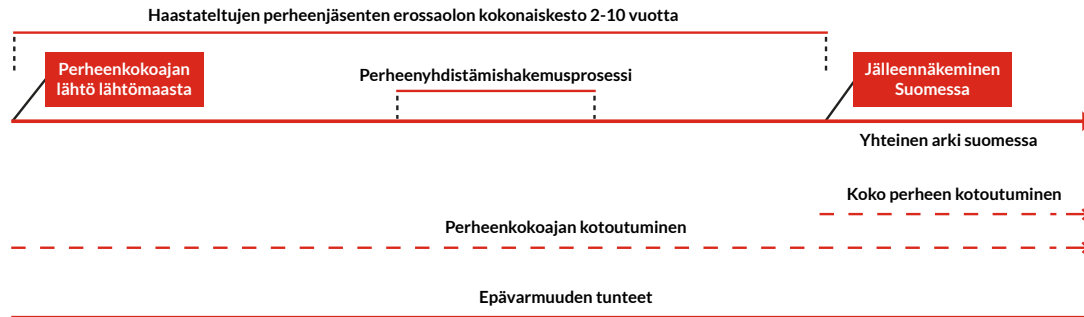 Haastateltujen perheenjäsenten erossaolon kokonaiskesto 2-10 vuotta
Perheenkokoajan
lähtö lähtömaasta
Perheenyhdistämishakemusprosessi
Jälleennäkeminen
Suomessa
Yhteinen arki suomessa
Koko perheen kotoutuminen
Perheenkokoajan kotoutuminen
Epävarmuuden tunteet